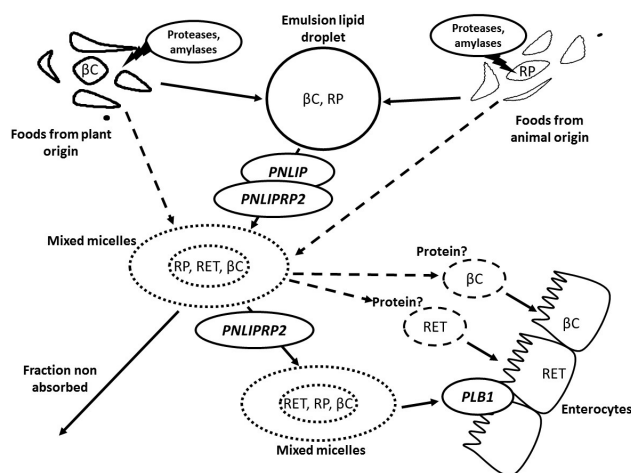 Proteases,
amylases
Emulsion lipid
droplet
Proteases,
amylases
βC
RP
βC, RP
Foods from plant
origin
Foods from
animal origin
PNLIP
PNLIPRP2
Mixed micelles
RP, RET, βC
Protein?
βC
Protein?
RET
βC
PNLIPRP2
RET
Fraction non
absorbed
RET, RP, βC
PLB1
Enterocytes
Mixed micelles